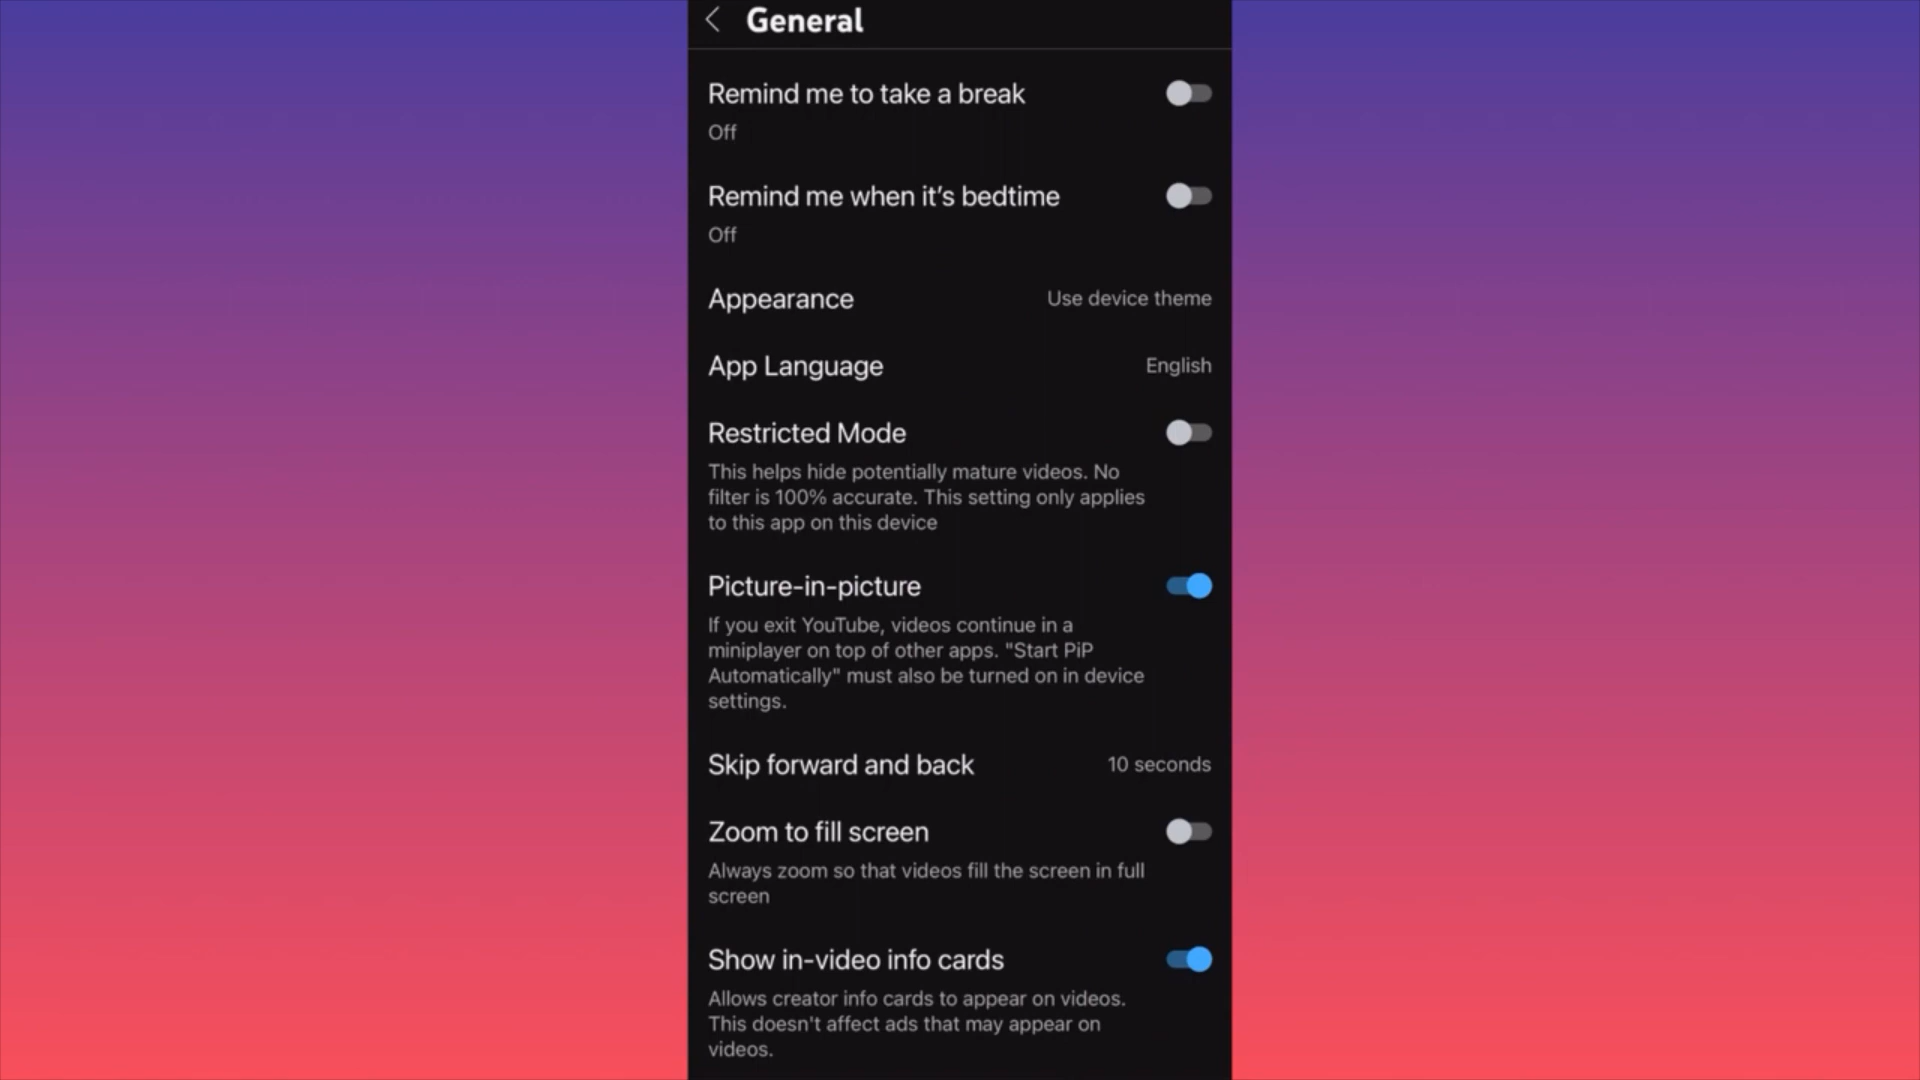 General
Remind me to take a break
Off
Remind me when it’s bedtime
Off
Appearance
Use device theme
App Language
English
Restricted Mode
This helps hide potentially mature videos. No
filter is 100% accurate. This setting only applies
to this app on this device
Picture-in-picture
If you exit YouTube, videos continue in a
miniplayer on top of other apps. "Start PiP
Automatically" must also be turned on in device
settings.
Skip forward and back
10 seconds
Zoom to fill screen
Always zoom so that videos fill the screen in full
screen
Show in-video info cards
Allows creator info cards to appear on videos.
This doesn't affect ads that may appear on
videos.